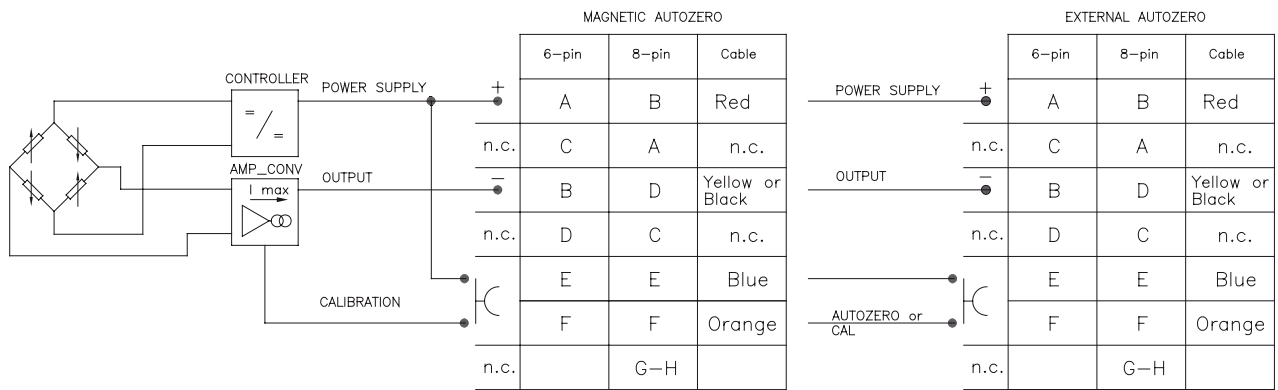 MAGNETIC AUTOZERO
6-pin 8-pin Cable
CONTROLLER
=
/
=
POWER SUPPLY + A B Red
n.c. C A n.c.
AMP_CONV
I max
OUTPUT − B D Yellow or
Black
n.c. D C n.c.
E E Blue
CALIBRATION F F Orange
n.c. G-H
EXTERNAL AUTOZERO
6-pin 8-pin Cable
POWER SUPPLY + A B Red
n.c. C A n.c.
OUTPUT − B D Yellow or
Black
n.c. D C n.c.
E E Blue
AUTOZERO or
CAL
F F Orange
n.c. G-H